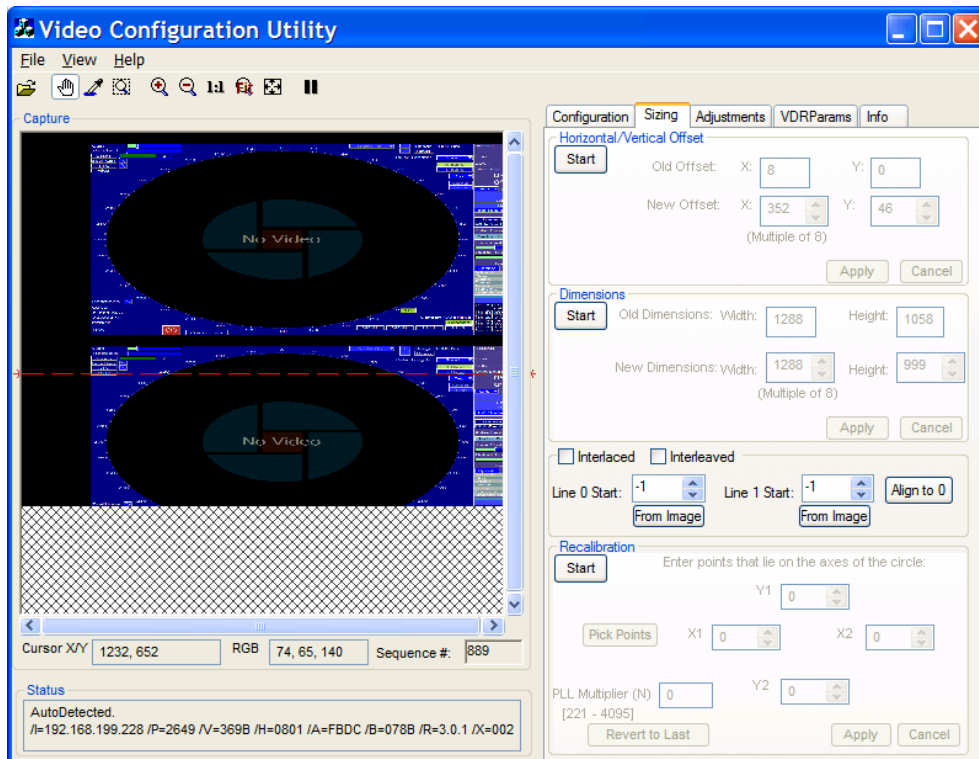 Video Configuration Utility
File View Help
1:1 Fit
Capture
No Video
No Video
Cursor X/Y 1232, 652 RGB 74, 65, 140 Sequence #: 889
Status
AutoDetected.
/I=192.168.199.228 /P=2649 /V=369B /H=0801 /A=FBDC /B=078B /R=3.0.1 /X=002
Configuration Sizing Adjustments VDRParams Info
Horizontal/Vertical Offset
Start Old Offset: X: 8 Y: 0
New Offset: X: 352 Y: 46
(Multiple of 8)
Apply Cancel
Dimensions
Start Old Dimensions: Width: 1288 Height: 1058
New Dimensions: Width: 1288 Height: 999
(Multiple of 8)
Apply Cancel
Interlaced Interleaved
Line 0 Start: -1 Line 1 Start: -1 Align to 0
From Image From Image
Recalibration
Start Enter points that lie on the axes of the circle:
Y1 0
Pick Points X1 0 X2 0
PLL Multiplier (N) 0 Y2 0
[221 - 4095]
Revert to Last Apply Cancel